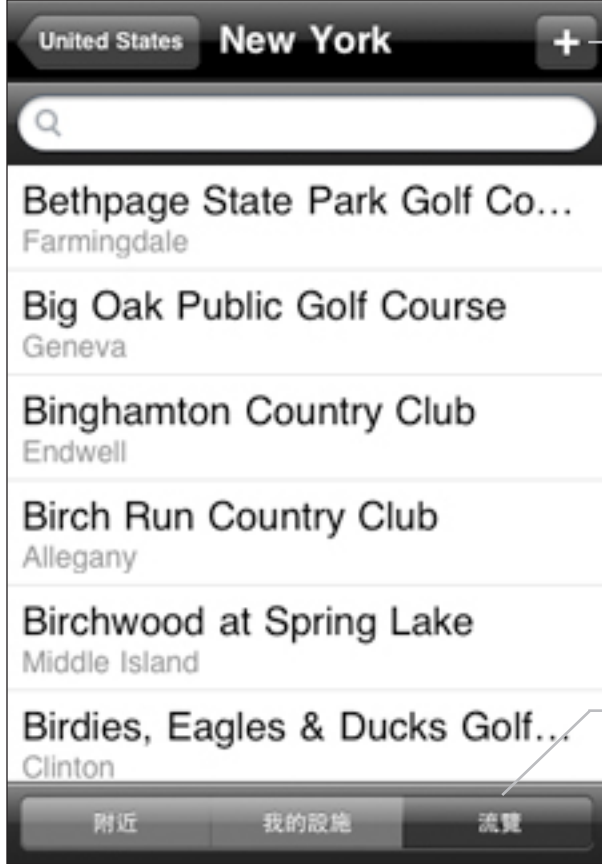 United States New York +
Bethpage State Park Golf Co...
Farmingdale
Big Oak Public Golf Course
Geneva
Binghamton Country Club
Endwell
Birch Run Country Club
Allegany
Birchwood at Spring Lake
Middle Island
Birdies, Eagles & Ducks Golf...
Clinton
附近 我的設施 流覽